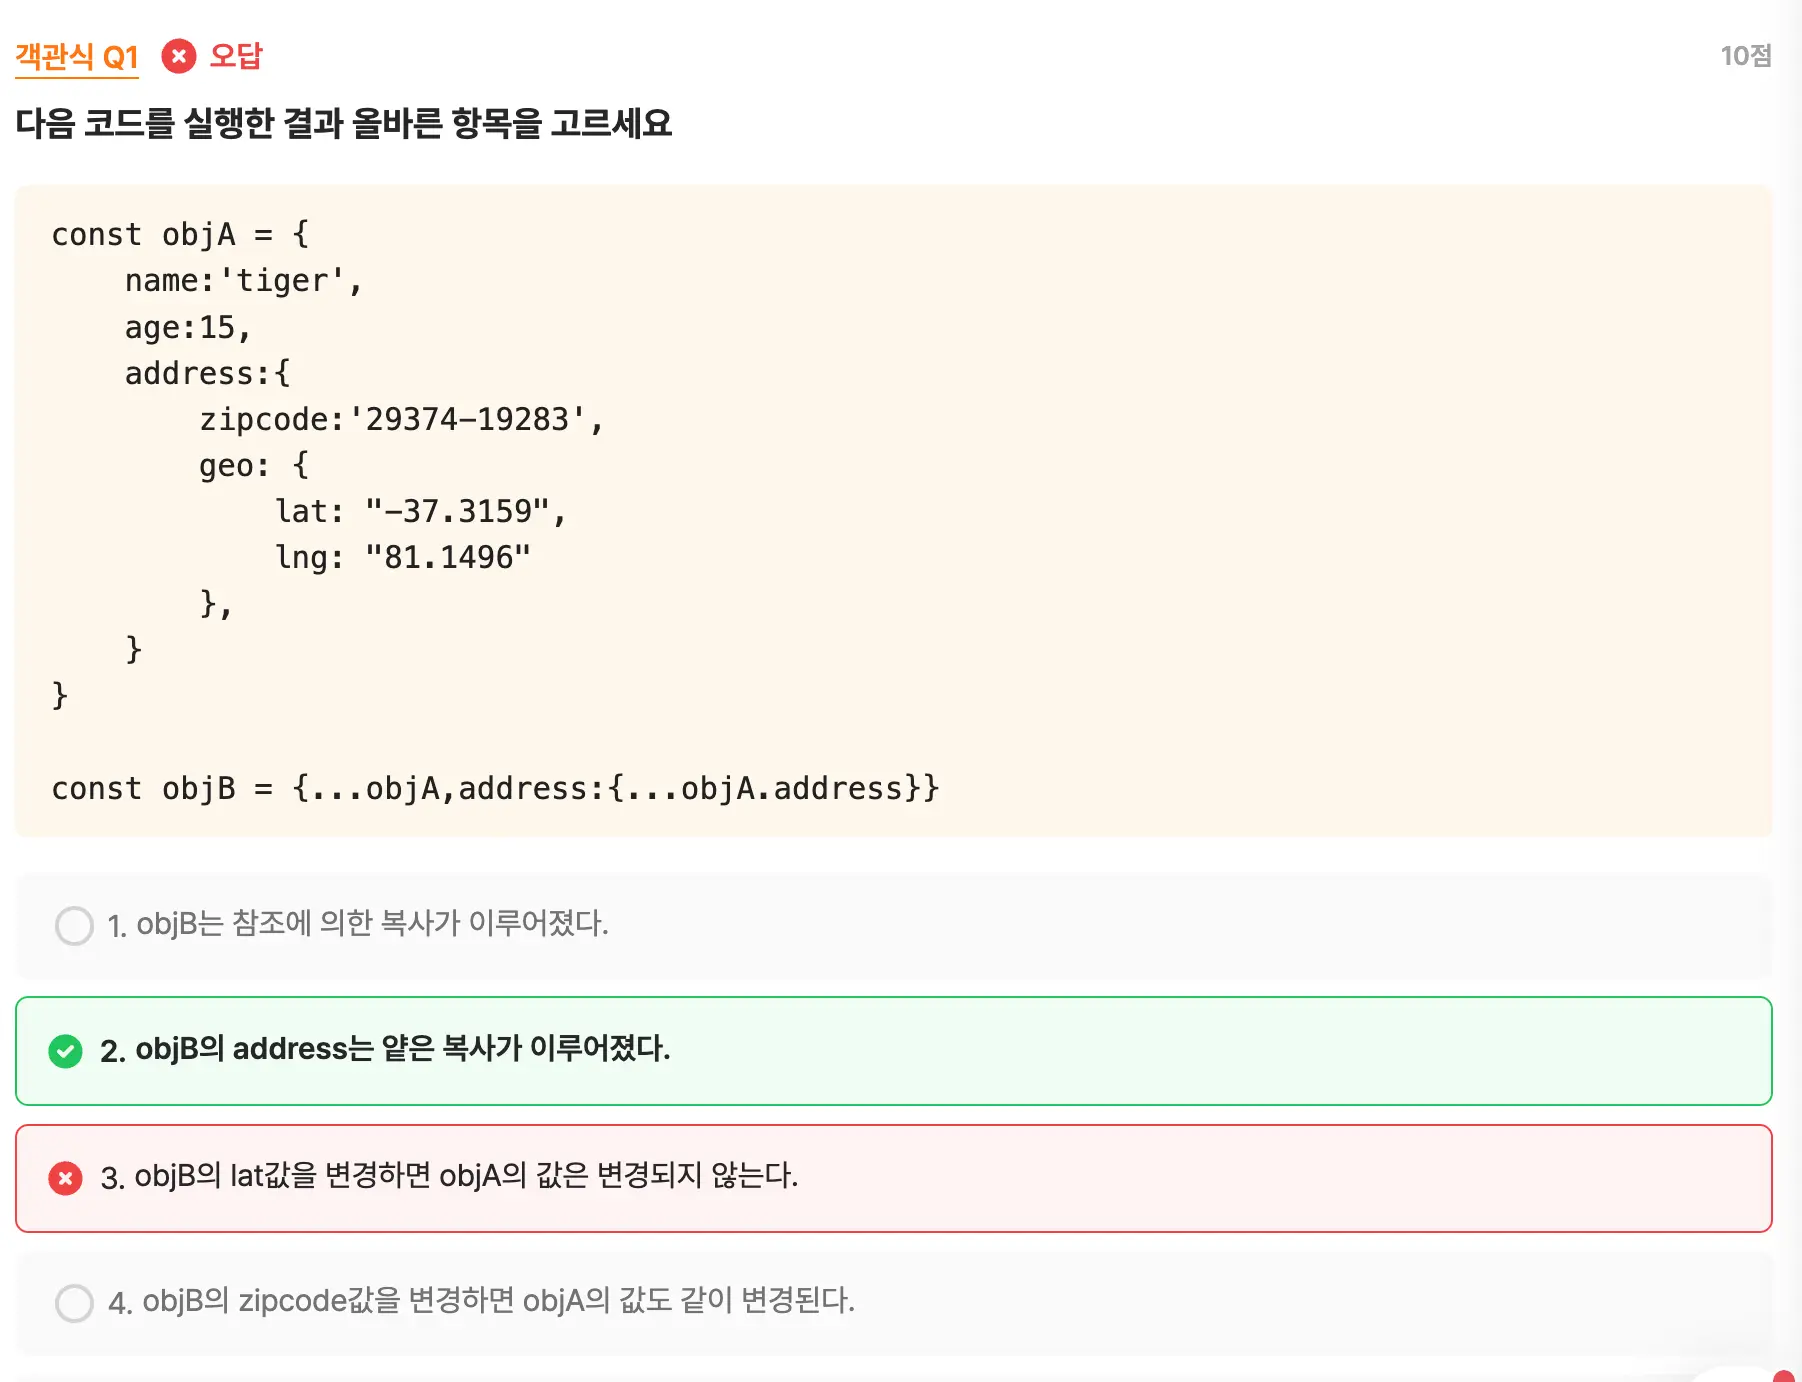 객관식 Q1 오답 10점
다음 코드를 실행한 결과 올바른 항목을 고르세요
const objA = {
    name:'tiger',
    age:15,
    address:{
        zipcode:'29374-19283',
        geo: {
            lat: "-37.3159",
            lng: "81.1496"
        },
    }
}
const objB = {...objA,address:{...objA.address}}
1. objB는 참조에 의한 복사가 이루어졌다.
2. objB의 address는 얕은 복사가 이루어졌다.
3. objB의 lat값을 변경하면 objA의 값은 변경되지 않는다.
4. objB의 zipcode값을 변경하면 objA의 값도 같이 변경된다.